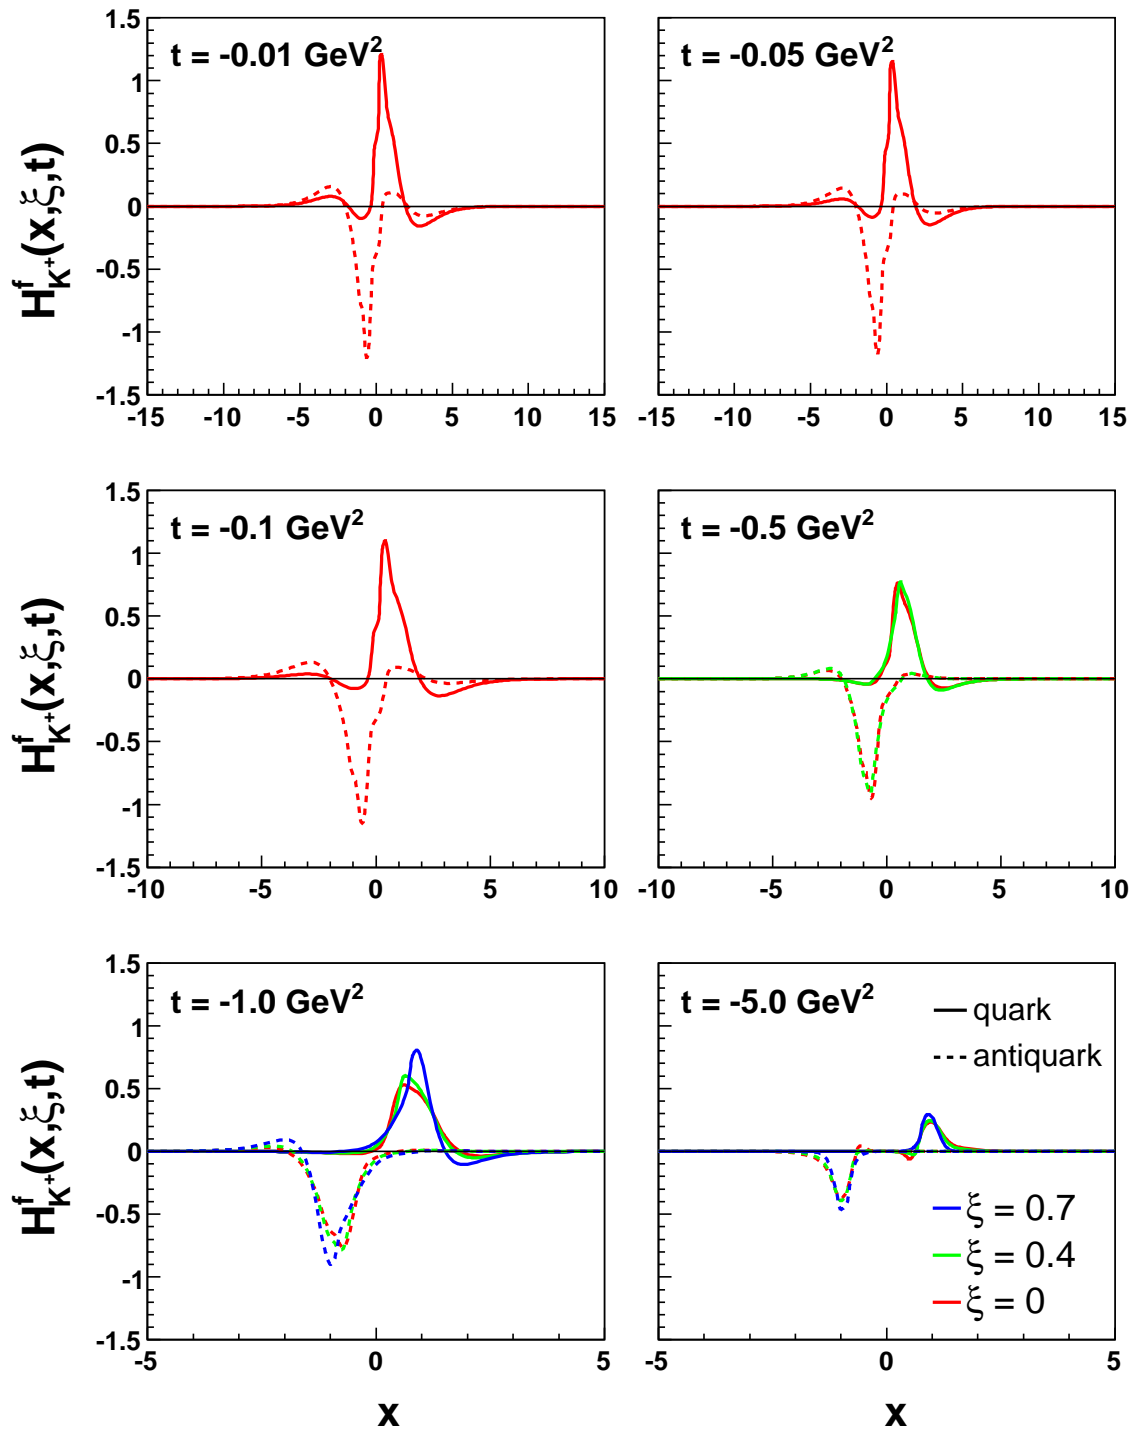 t = -0.01 GeV²
t = -0.05 GeV²
1.5
1
0.5
0
-0.5
-1
-1.5
H^f_{K⁺}(x,ξ,t)
-15 -10 -5 0 5 10 15
-15 -10 -5 0 5 10 15
t = -0.1 GeV²
t = -0.5 GeV²
1.5
1
0.5
0
-0.5
-1
-1.5
H^f_{K⁺}(x,ξ,t)
-10 -5 0 5 10
-10 -5 0 5 10
t = -1.0 GeV²
t = -5.0 GeV²
quark
antiquark
ξ = 0.7
ξ = 0.4
ξ = 0
1.5
1
0.5
0
-0.5
-1
-1.5
H^f_{K⁺}(x,ξ,t)
-5 0 5
-5 0 5
x
x